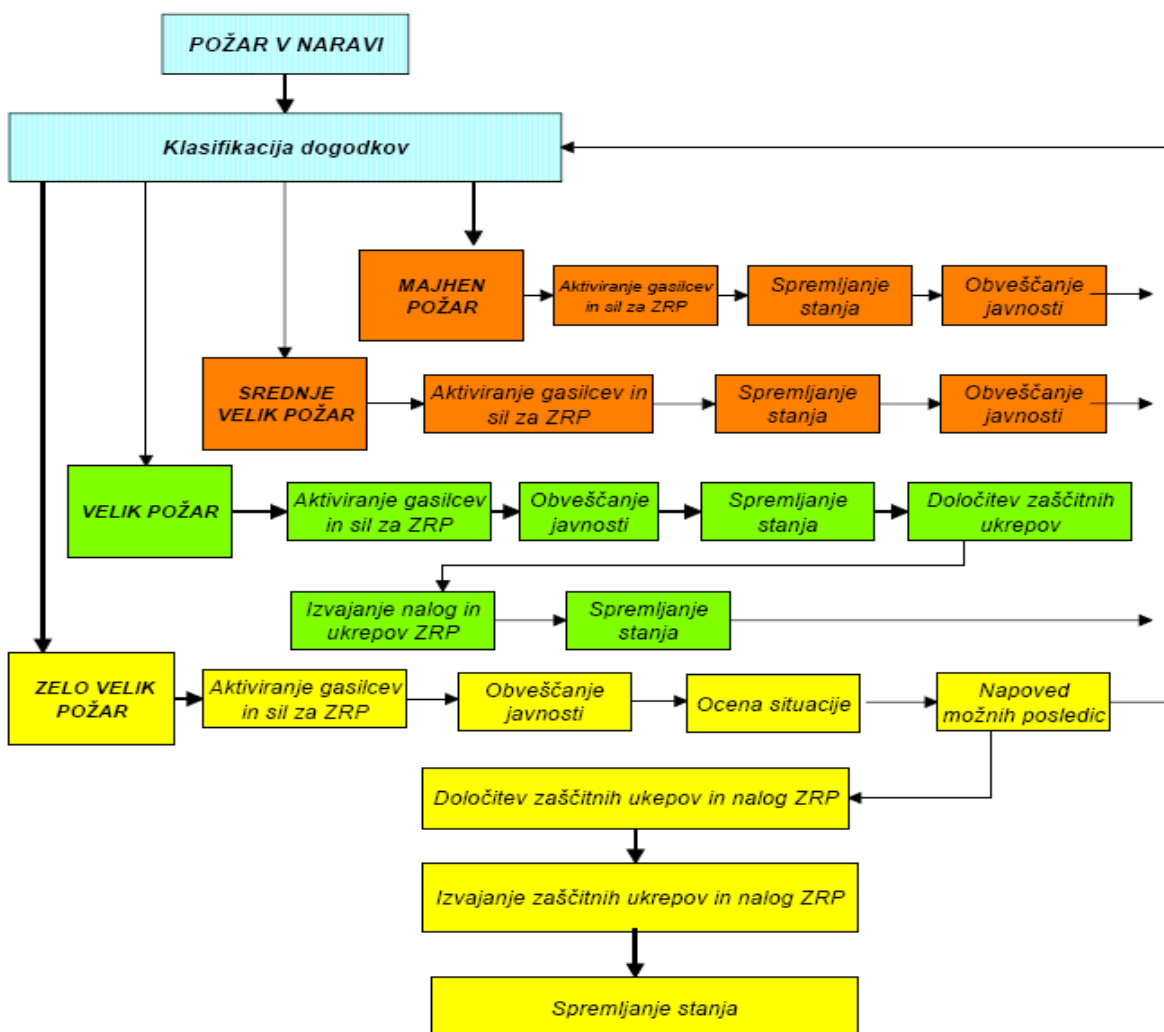 POŽAR V NARAVI
Klasifikacija dogodkov
MAJHEN
POŽAR
Aktiviranje gasilcev
in sil za ZRP
Spremljanje
stanja
Obveščanje
javnosti
SREDNJE
VELIK POŽAR
Aktiviranje gasilcev in
sil za ZRP
Spremljanje
stanja
Obveščanje
javnosti
VELIK POŽAR
Aktiviranje gasilcev
in sil za ZRP
Obveščanje
javnosti
Spremljanje
stanja
Določitev zaščitnih
ukrepov
Izvajanje nalog in
ukrepov ZRP
Spremljanje
stanja
ZELO VELIK
POŽAR
Aktiviranje gasilcev
in sil za ZRP
Obveščanje
javnosti
Ocena situacije
Napoved
možnih posledic
Določitev zaščitnih ukepov in nalog ZRP
Izvajanje zaščitnih ukrepov in nalog ZRP
Spremljanje stanja